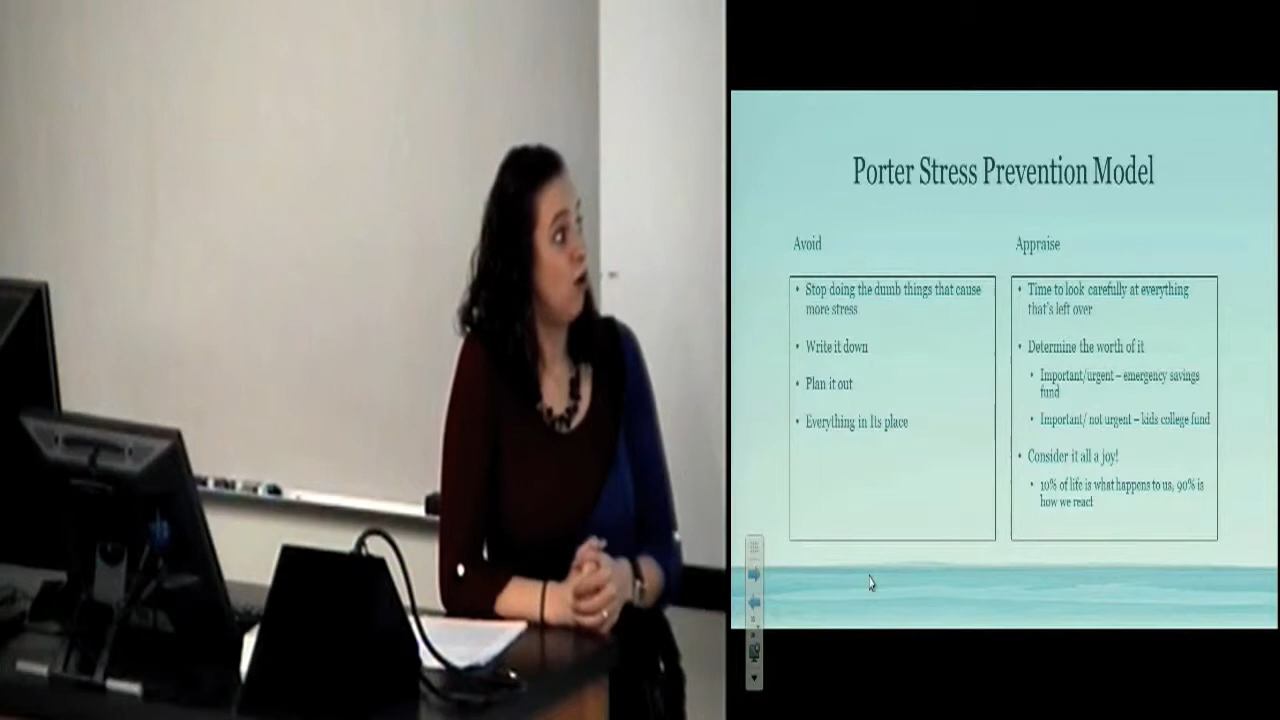 Porter Stress Prevention Model
Avoid
• Stop doing the dumb things that cause
more stress
• Write it down
• Plan it out
• Everything in Its place
Appraise
• Time to look carefully at everything
that's left over
• Determine the worth of it
• Important/urgent – emergency savings
fund
• Important/ not urgent – kids college fund
• Consider it all a joy!
• 10% of life is what happens to us, 90% is
how we react